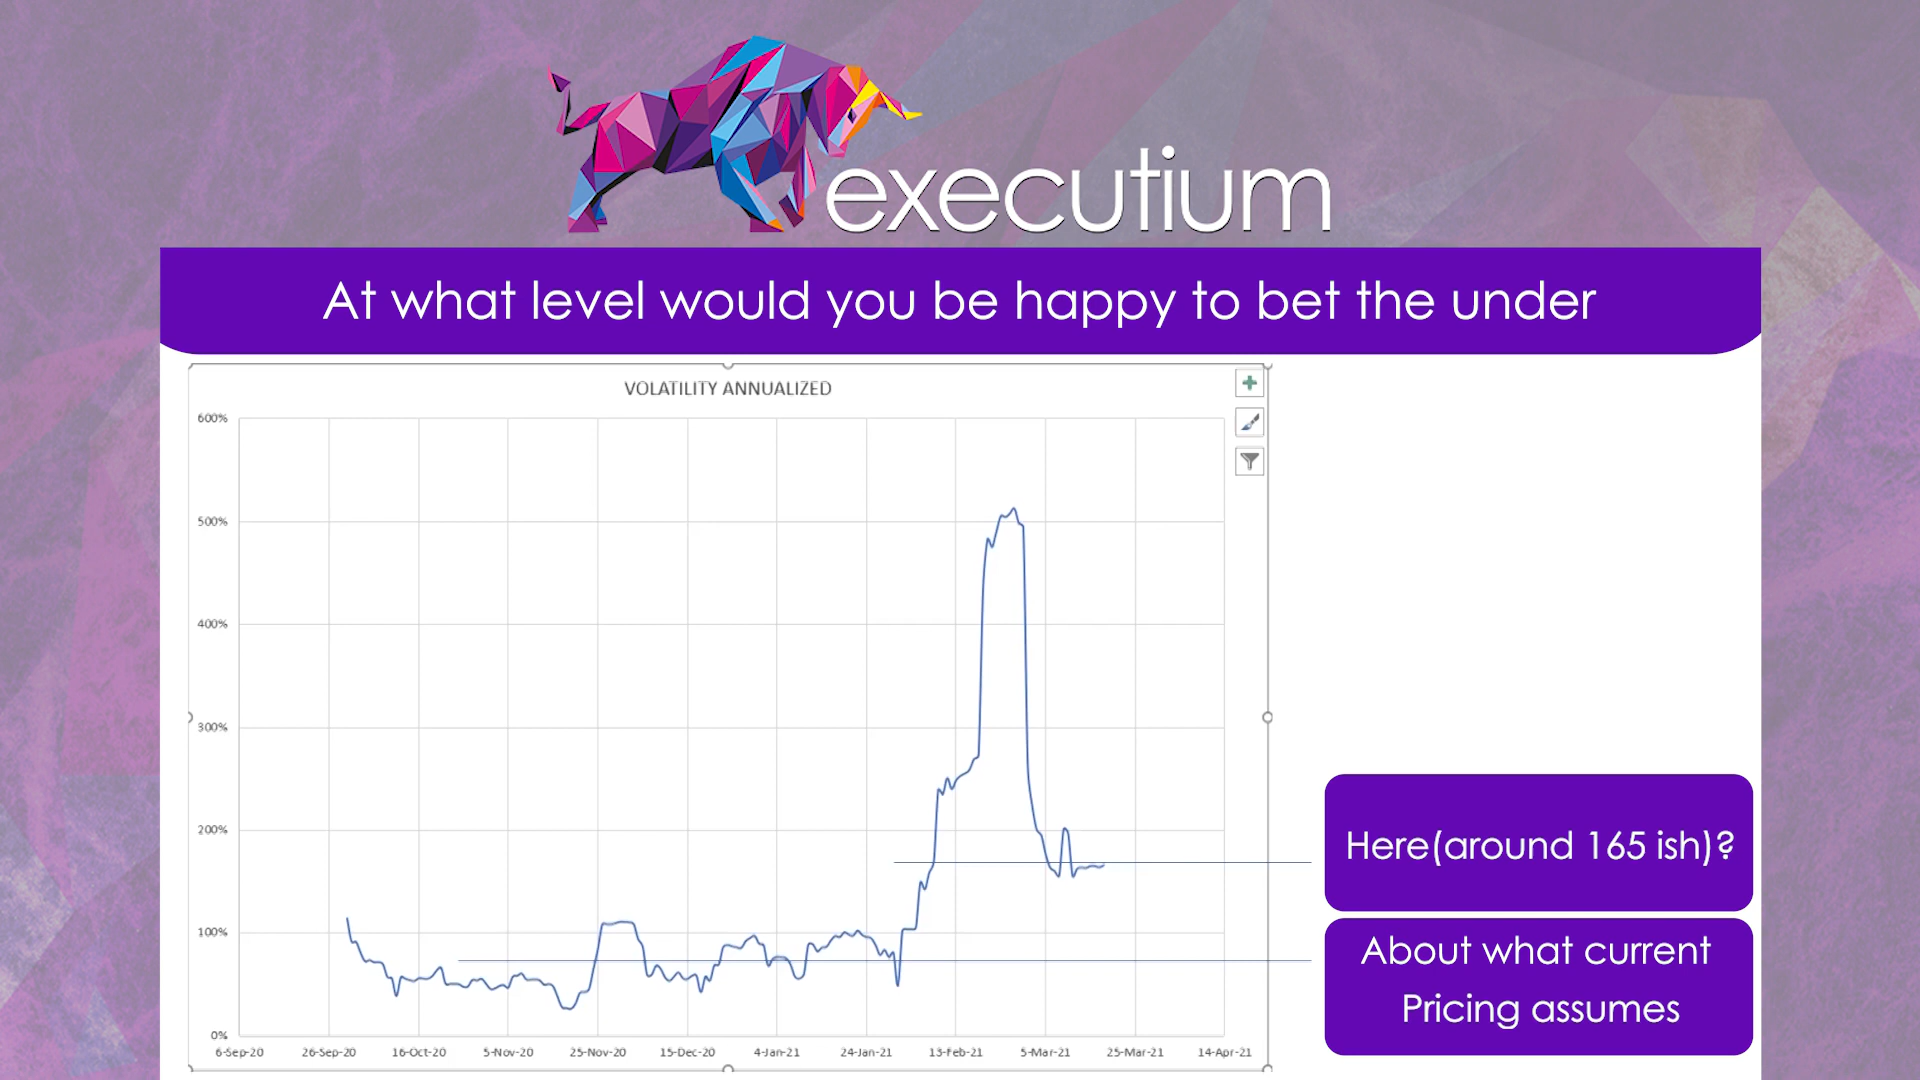 executium
At what level would you be happy to bet the under
VOLATILITY ANNUALIZED
600%
500%
400%
300%
200%
100%
0%
6-Sep-20 26-Sep-20 16-Oct-20 5-Nov-20 25-Nov-20 15-Dec-20 4-Jan-21 24-Jan-21 13-Feb-21 5-Mar-21 25-Mar-21 14-Apr-21
Here(around 165 ish)?
About what current
Pricing assumes